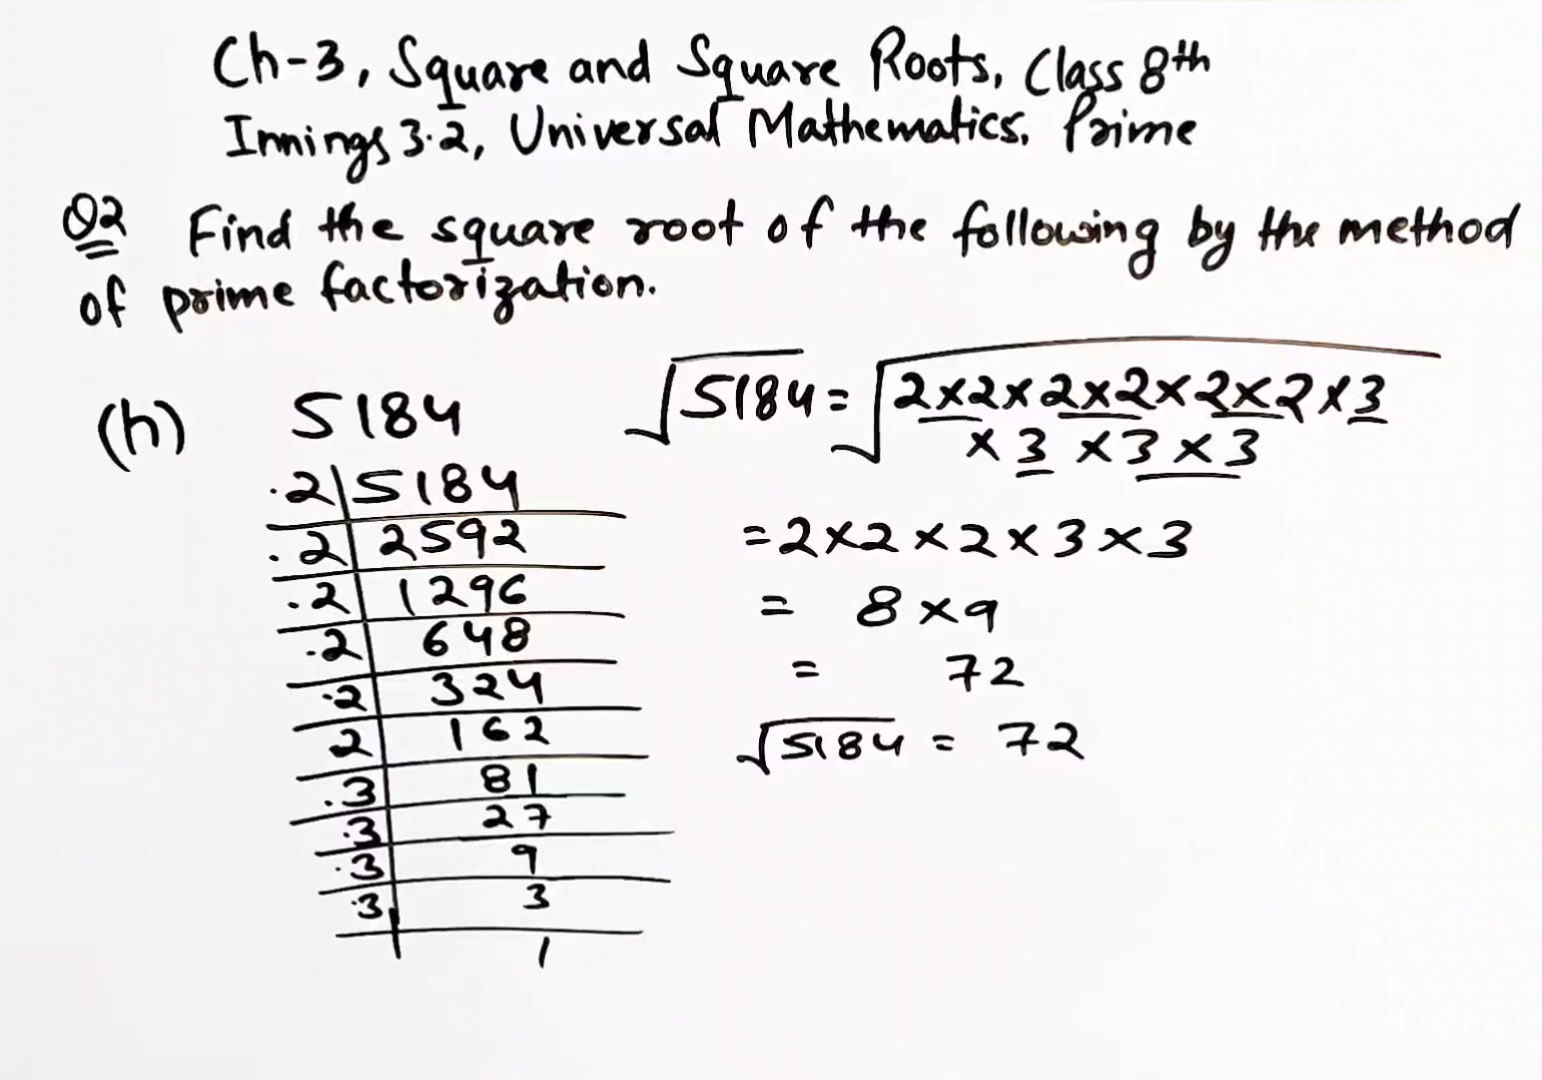 Ch-3, Square and Square Roots, Class 8th
Innings 3.2, Universal Mathematics, Prime
Q2 Find the square root of the following by the method
of prime factorization.
(h) 5184
2 | 5184
2 | 2592
2 | 1296
2 | 648
2 | 324
2 | 162
3 | 81
3 | 27
3 | 9
3 | 3
1
√5184 = √2×2×2×2×2×2×3
×3×3×3
=2×2×2×3×3
= 8×9
= 72
√5184 = 72